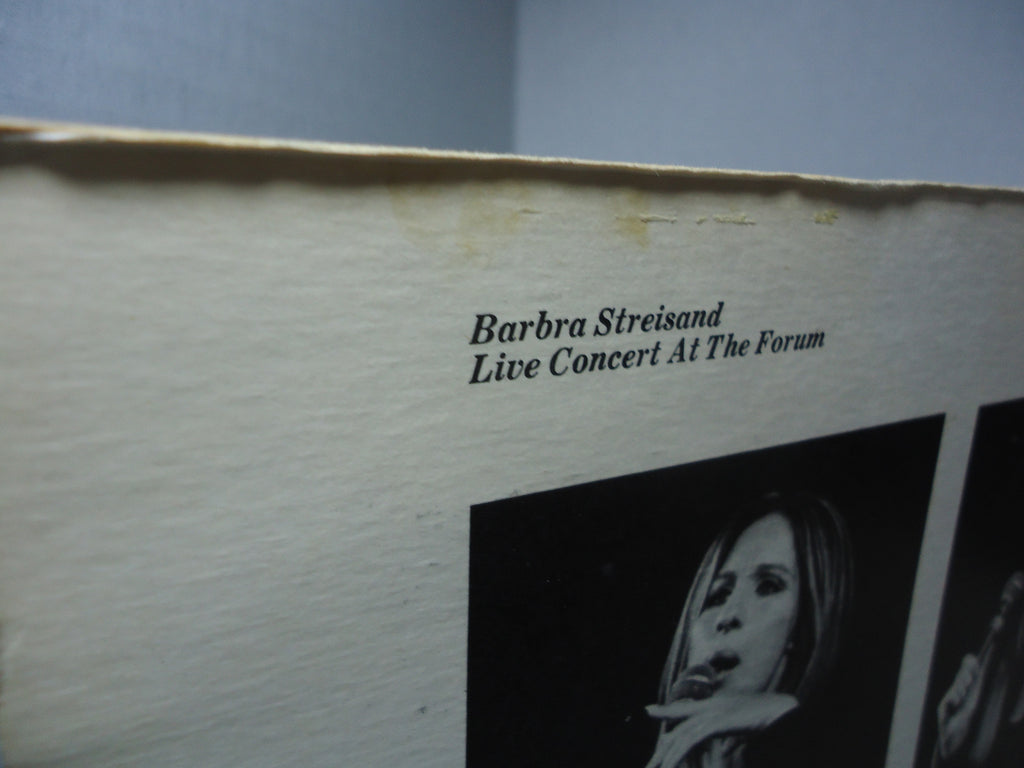 Barbra Streisand
Live Concert At The Forum